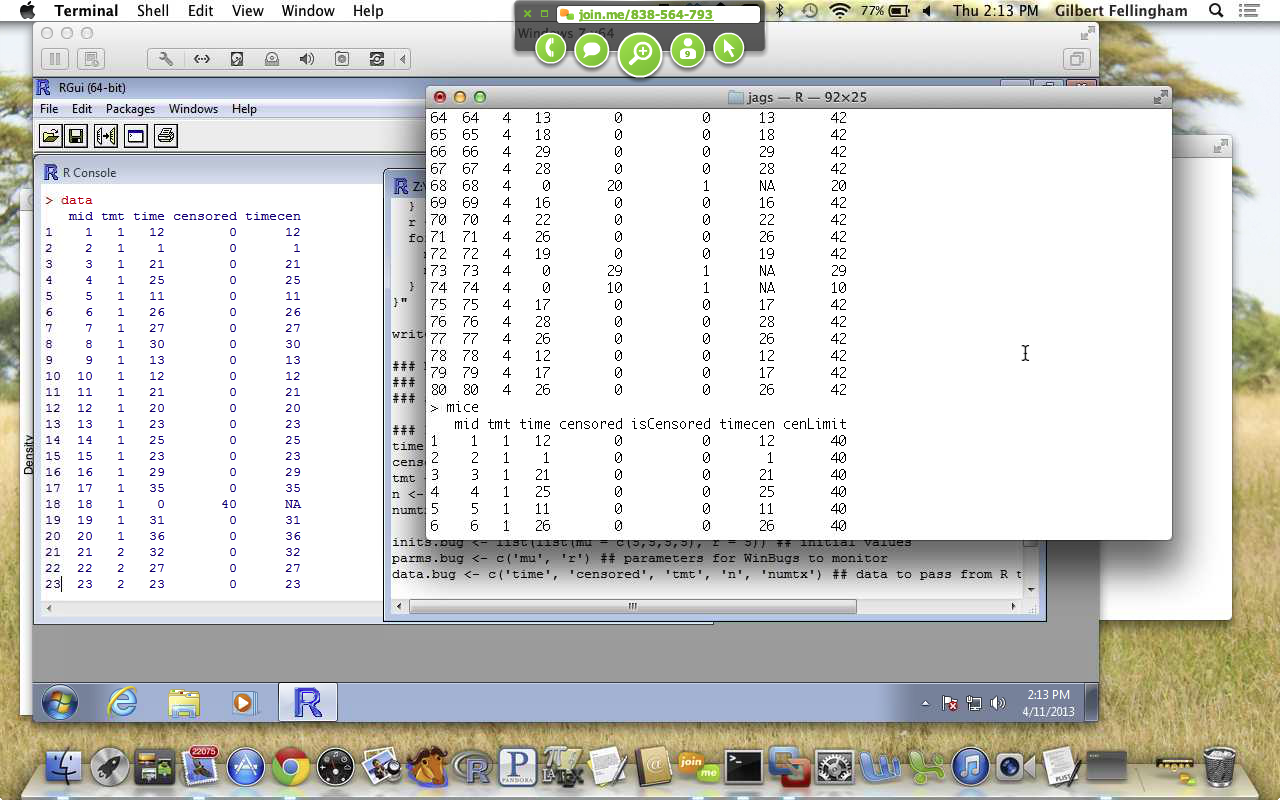 Terminal Shell Edit View Window Help
join.me/838-564-793
77% Thu 2:13 PM Gilbert Fellingham
Windows 7 x64
RGui (64-bit)
File Edit Packages Windows Help
R Console
> data
mid tmt time censored timecen
1 1 1 12 0 12
2 2 1 1 0 1
3 3 1 21 0 21
4 4 1 25 0 25
5 5 1 11 0 11
6 6 1 26 0 26
7 7 1 27 0 27
8 8 1 30 0 30
9 9 1 13 0 13
10 10 1 12 0 12
11 11 1 21 0 21
12 12 1 20 0 20
13 13 1 23 0 23
14 14 1 25 0 25
15 15 1 23 0 23
16 16 1 29 0 29
17 17 1 35 0 35
18 18 1 0 40 NA
19 19 1 31 0 31
20 20 1 36 0 36
21 21 2 32 0 32
22 22 2 27 0 27
23 23 2 23 0 23
Density
Z:\
}
r
fo
}
}"
writ
###
###
###
###
time
cens
tmt
n <-
numt
inits.bug <- list(list(mu = c(5,5,5,5), r = 5)) ## initial values
parms.bug <- c('mu', 'r') ## parameters for WinBugs to monitor
data.bug <- c('time', 'censored', 'tmt', 'n', 'numtx') ## data to pass from R t
jags — R — 92×25
64 64 4 13 0 0 13 42
65 65 4 18 0 0 18 42
66 66 4 29 0 0 29 42
67 67 4 28 0 0 28 42
68 68 4 0 20 1 NA 20
69 69 4 16 0 0 16 42
70 70 4 22 0 0 22 42
71 71 4 26 0 0 26 42
72 72 4 19 0 0 19 42
73 73 4 0 29 1 NA 29
74 74 4 0 10 1 NA 10
75 75 4 17 0 0 17 42
76 76 4 28 0 0 28 42
77 77 4 26 0 0 26 42
78 78 4 12 0 0 12 42
79 79 4 17 0 0 17 42
80 80 4 26 0 0 26 42
> mice
mid tmt time censored isCensored timecen cenLimit
1 1 1 12 0 0 12 40
2 2 1 1 0 0 1 40
3 3 1 21 0 0 21 40
4 4 1 25 0 0 25 40
5 5 1 11 0 0 11 40
6 6 1 26 0 0 26 40
2:13 PM
4/11/2013
22075
PANDORA
join me
PLIST